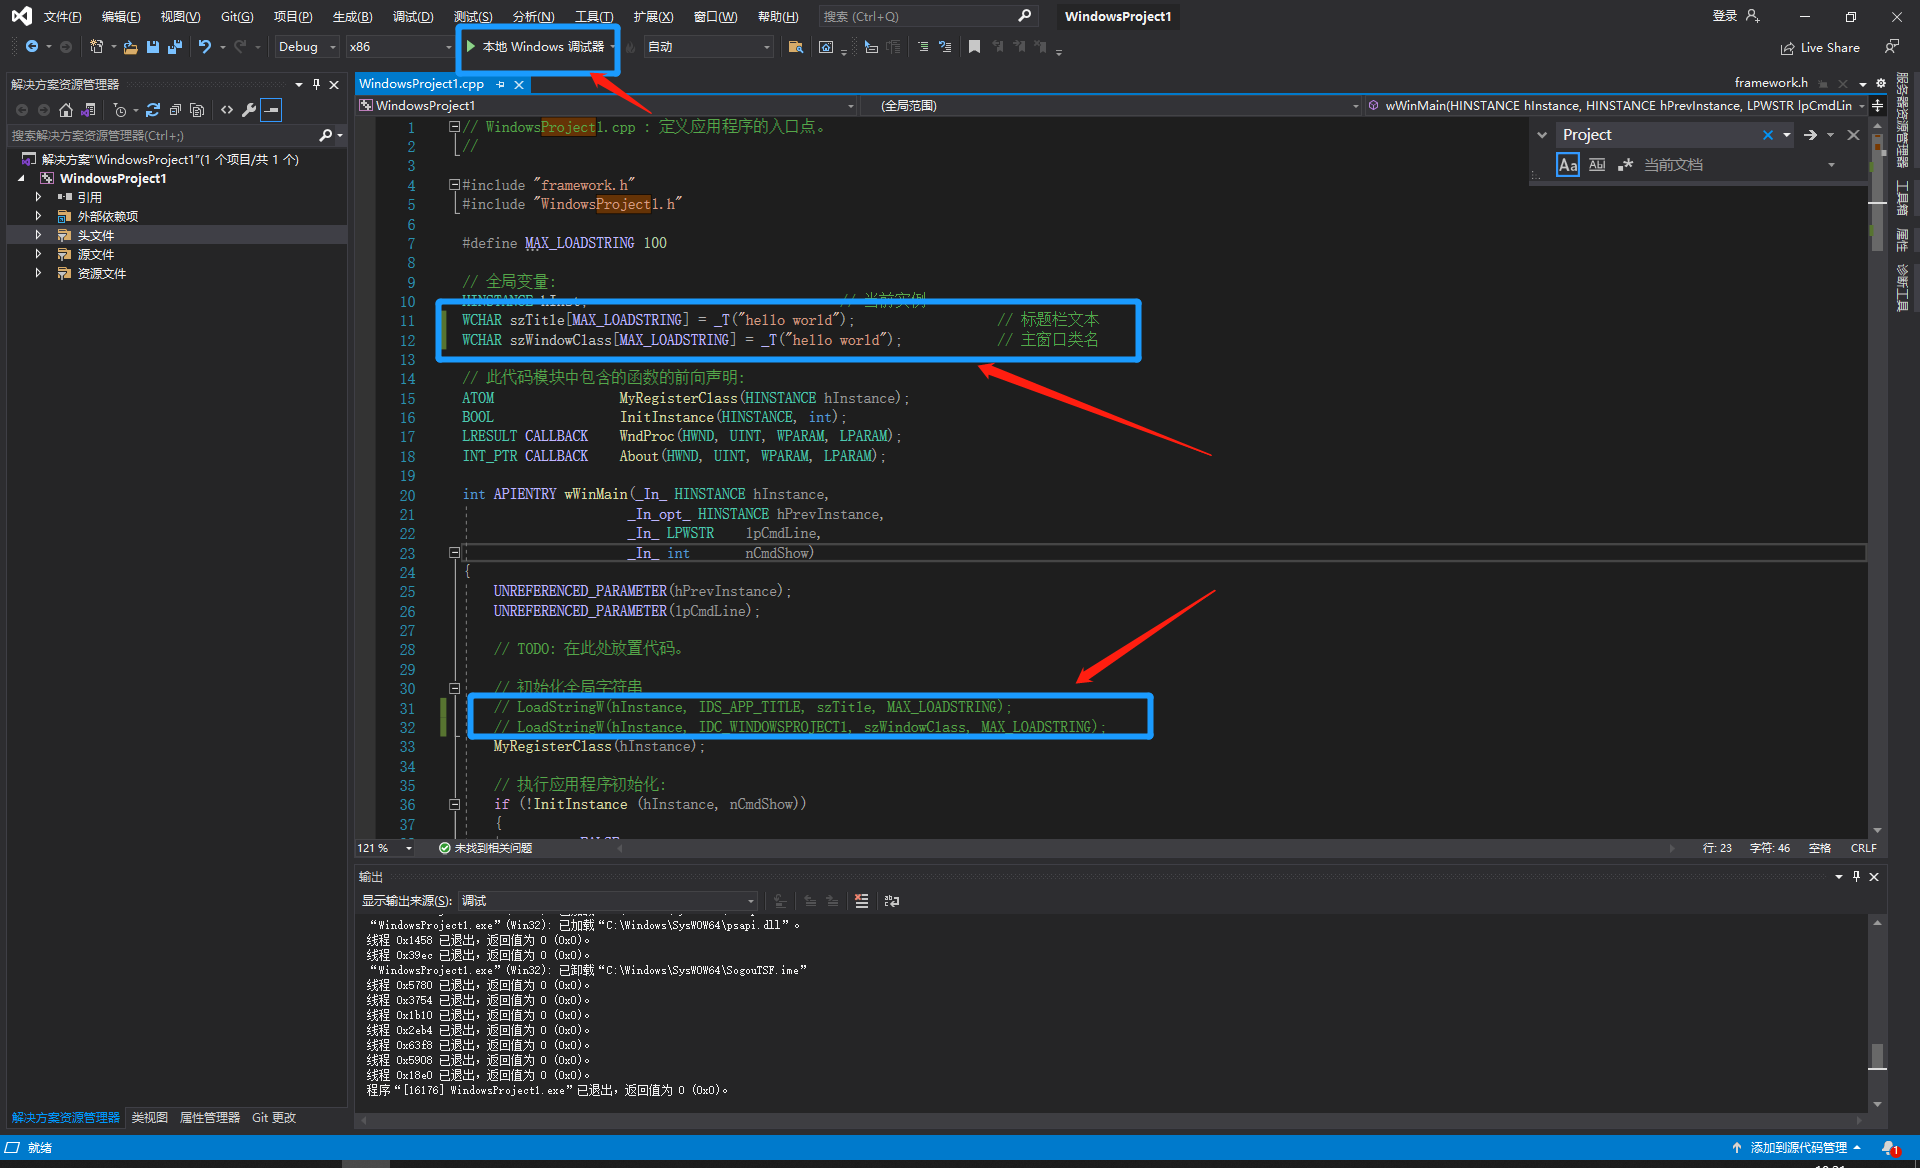 文件(F) 编辑(E) 视图(V) Git(G) 项目(P) 生成(B) 调试(D) 测试(S) 分析(N) 工具(T) 扩展(X) 窗口(W) 帮助(H) 搜索 (Ctrl+Q) WindowsProject1 登录
Debug x86 本地 Windows 调试器 自动 Live Share
解决方案资源管理器
搜索解决方案资源管理器(Ctrl+;)
解决方案"WindowsProject1"(1 个项目/共 1 个)
WindowsProject1
引用
外部依赖项
头文件
源文件
资源文件
解决方案资源管理器 类视图 属性管理器 Git 更改
WindowsProject1.cpp framework.h
WindowsProject1 (全局范围) wWinMain(HINSTANCE hInstance, HINSTANCE hPrevInstance, LPWSTR lpCmdLin
Project
Aa Ab 当前文档
1 // WindowsProject1.cpp : 定义应用程序的入口点。
2 //
3
4 #include "framework.h"
5 #include "WindowsProject1.h"
6
7 #define MAX_LOADSTRING 100
8
9 // 全局变量:
10 HINSTANCE hInst; // 当前实例
11 WCHAR szTitle[MAX_LOADSTRING] = _T("hello world"); // 标题栏文本
12 WCHAR szWindowClass[MAX_LOADSTRING] = _T("hello world"); // 主窗口类名
13
14 // 此代码模块中包含的函数的前向声明:
15 ATOM MyRegisterClass(HINSTANCE hInstance);
16 BOOL InitInstance(HINSTANCE, int);
17 LRESULT CALLBACK WndProc(HWND, UINT, WPARAM, LPARAM);
18 INT_PTR CALLBACK About(HWND, UINT, WPARAM, LPARAM);
19
20 int APIENTRY wWinMain(_In_ HINSTANCE hInstance,
21 _In_opt_ HINSTANCE hPrevInstance,
22 _In_ LPWSTR lpCmdLine,
23 _In_ int nCmdShow)
24 {
25 UNREFERENCED_PARAMETER(hPrevInstance);
26 UNREFERENCED_PARAMETER(lpCmdLine);
27
28 // TODO: 在此处放置代码。
29
30 // 初始化全局字符串
31 // LoadStringW(hInstance, IDS_APP_TITLE, szTitle, MAX_LOADSTRING);
32 // LoadStringW(hInstance, IDC_WINDOWSPROJECT1, szWindowClass, MAX_LOADSTRING);
33 MyRegisterClass(hInstance);
34
35 // 执行应用程序初始化:
36 if (!InitInstance (hInstance, nCmdShow))
37 {
121 % 未找到相关问题 行: 23 字符: 46 空格 CRLF
输出
显示输出来源(S): 调试
“WindowsProject1.exe”(Win32): 已加载“C:\Windows\SysWOW64\psapi.dll”。
线程 0x1458 已退出，返回值为 0 (0x0)。
线程 0x39ec 已退出，返回值为 0 (0x0)。
“WindowsProject1.exe”(Win32): 已卸载“C:\Windows\SysWOW64\SogouTSF.ime”
线程 0x5780 已退出，返回值为 0 (0x0)。
线程 0x3754 已退出，返回值为 0 (0x0)。
线程 0x1b10 已退出，返回值为 0 (0x0)。
线程 0x2eb4 已退出，返回值为 0 (0x0)。
线程 0x63f8 已退出，返回值为 0 (0x0)。
线程 0x5908 已退出，返回值为 0 (0x0)。
线程 0x18e0 已退出，返回值为 0 (0x0)。
程序“[16176] WindowsProject1.exe”已退出，返回值为 0 (0x0)。
服务器资源管理器
工具箱
属性
诊断工具
就绪 添加到源代码管理 1